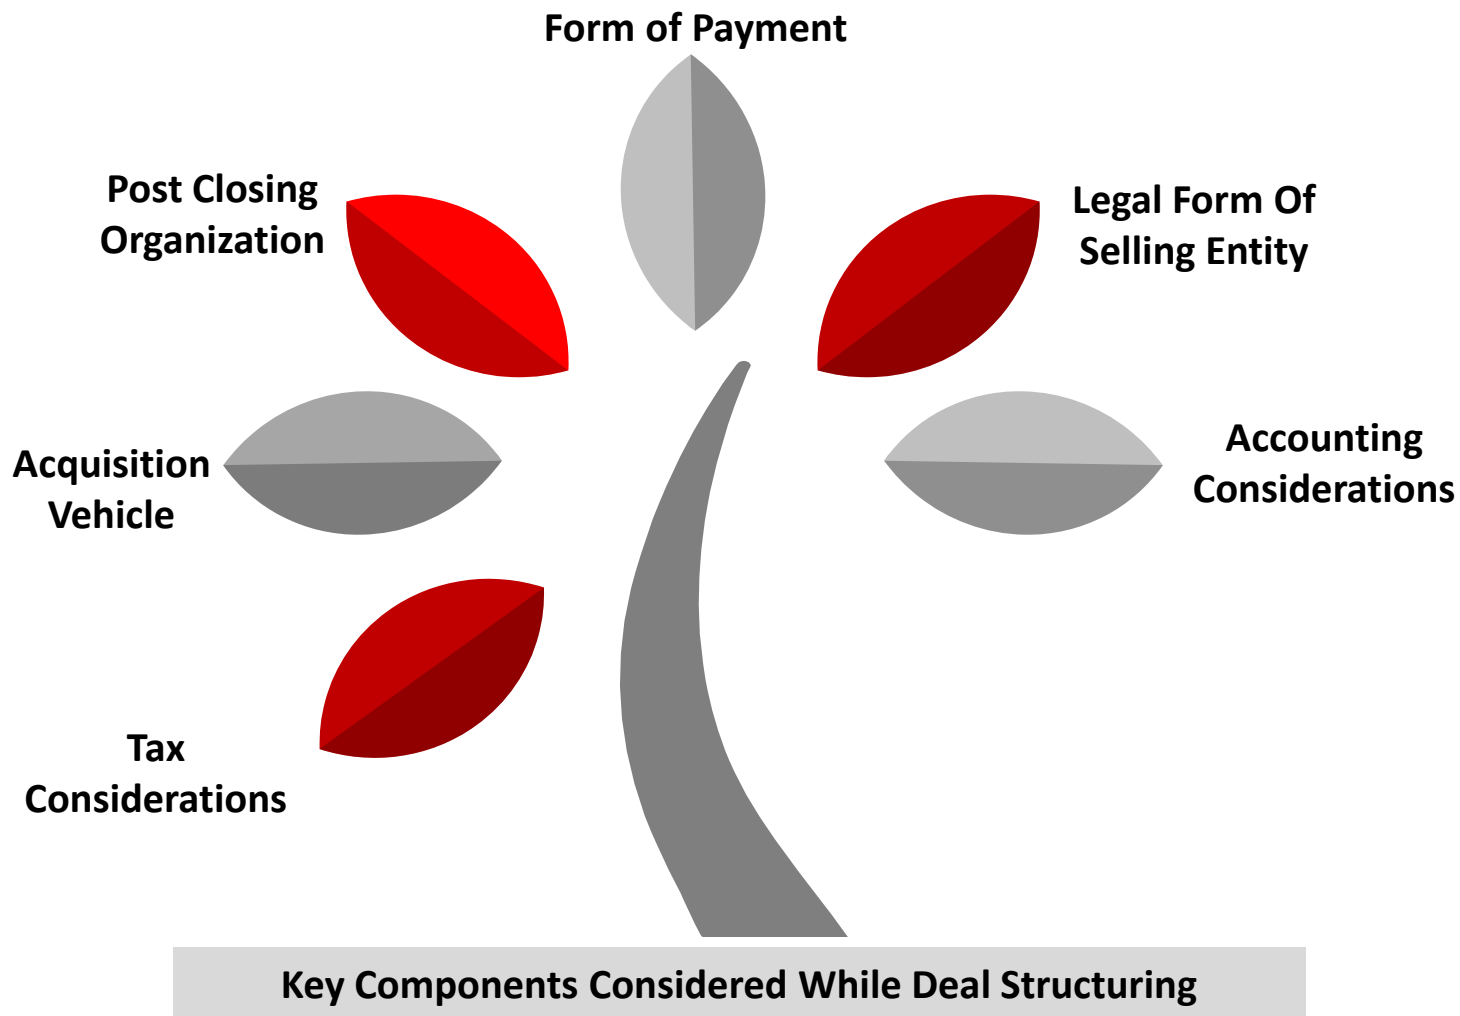 Form of Payment
Post Closing
Organization
Legal Form Of
Selling Entity
Acquisition
Vehicle
Accounting
Considerations
Tax
Considerations
Key Components Considered While Deal Structuring